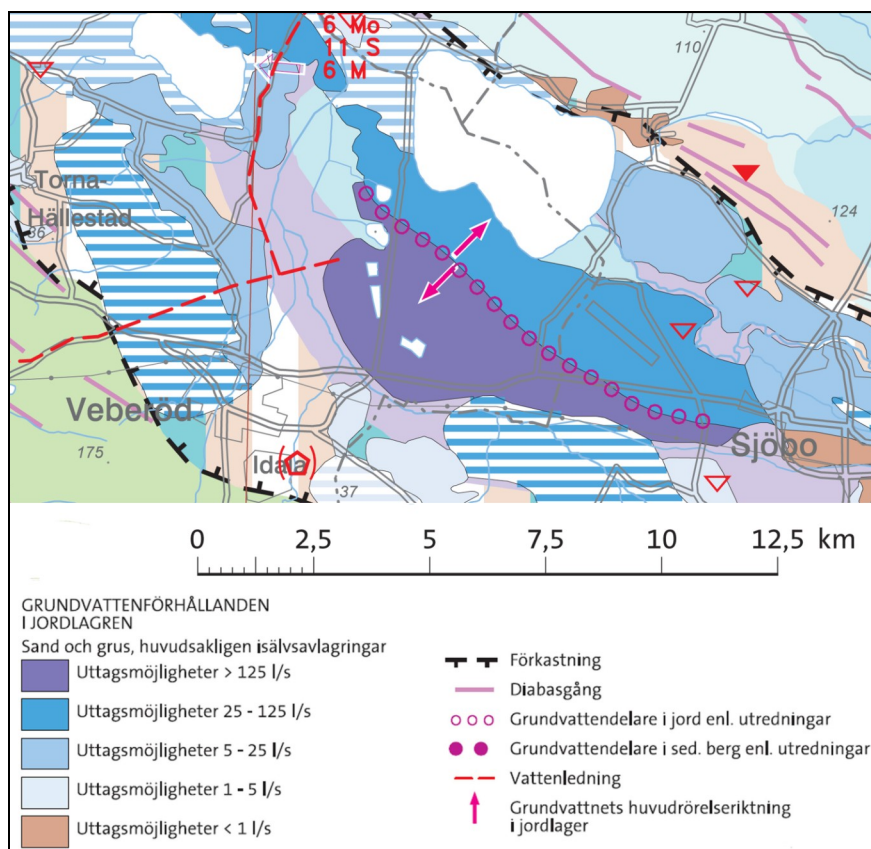 6 Mo
11 S
6 M
110
Torna-
Hällestad
36
124
Veberöd
175
Idala
37
Sjöbo
0 2,5 5 7,5 10 12,5 km
GRUNDVATTENFÖRHÅLLANDEN
I JORDLAGREN
Sand och grus, huvudsakligen isälvsavlagringar
Uttagsmöjligheter > 125 l/s
Uttagsmöjligheter 25 - 125 l/s
Uttagsmöjligheter 5 - 25 l/s
Uttagsmöjligheter 1 - 5 l/s
Uttagsmöjligheter < 1 l/s
Förkastning
Diabasgång
Grundvattendelare i jord enl. utredningar
Grundvattendelare i sed. berg enl. utredningar
Vattenledning
Grundvattnets huvudrörelseriktning
i jordlager